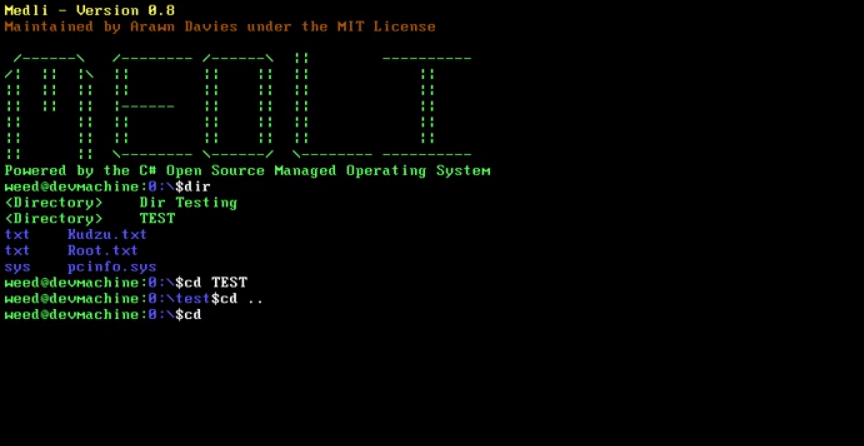 Medli - Version 0.8
Maintained by Arawn Davies under the MIT License
MEDLI
Powered by the C# Open Source Managed Operating System
weed@devmachine:0:\$dir
<Directory>    Dir Testing
<Directory>    TEST
txt    Kudzu.txt
txt    Root.txt
sys    pcinfo.sys
weed@devmachine:0:\$cd TEST
weed@devmachine:0:\test$cd ..
weed@devmachine:0:\$cd